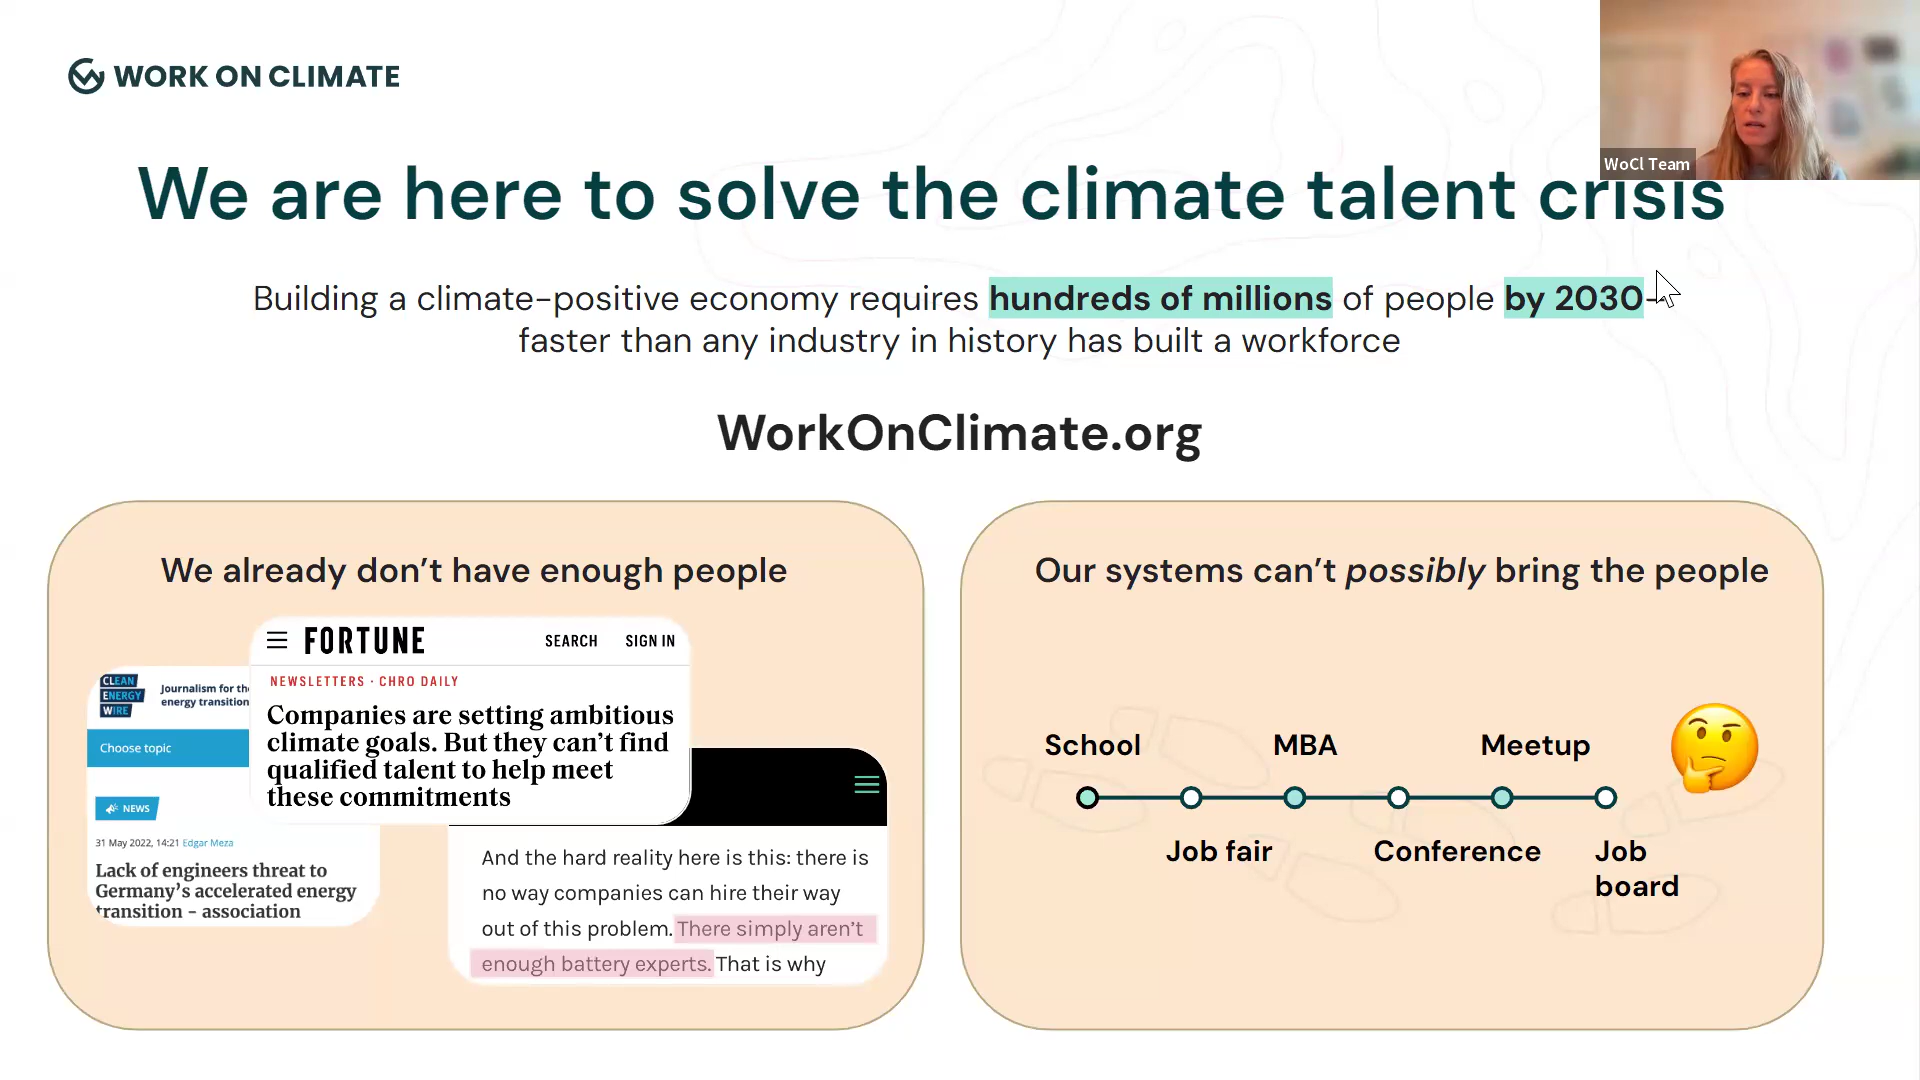 WORK ON CLIMATE
WoCl Team
We are here to solve the climate talent crisis
Building a climate-positive economy requires hundreds of millions of people by 2030-
faster than any industry in history has built a workforce
WorkOnClimate.org
We already don't have enough people
FORTUNE
SEARCH SIGN IN
NEWSLETTERS · CHRO DAILY
Companies are setting ambitious
climate goals. But they can't find
qualified talent to help meet
these commitments
CLEAN
ENERGY
WIRE
Journalism for the
energy transition
Choose topic
NEWS
31 May 2022, 14:21 Edgar Meza
Lack of engineers threat to
Germany's accelerated energy
transition - association
And the hard reality here is this: there is
no way companies can hire their way
out of this problem. There simply aren't
enough battery experts. That is why
Our systems can't possibly bring the people
School
MBA
Meetup
Job fair
Conference
Job
board